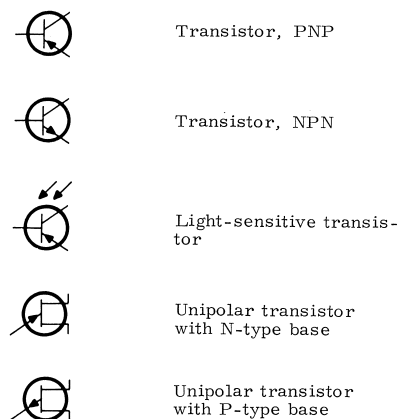 Transistor, PNP
Transistor, NPN
Light-sensitive transis-
tor
Unipolar transistor
with N-type base
Unipolar transistor
with P-type base